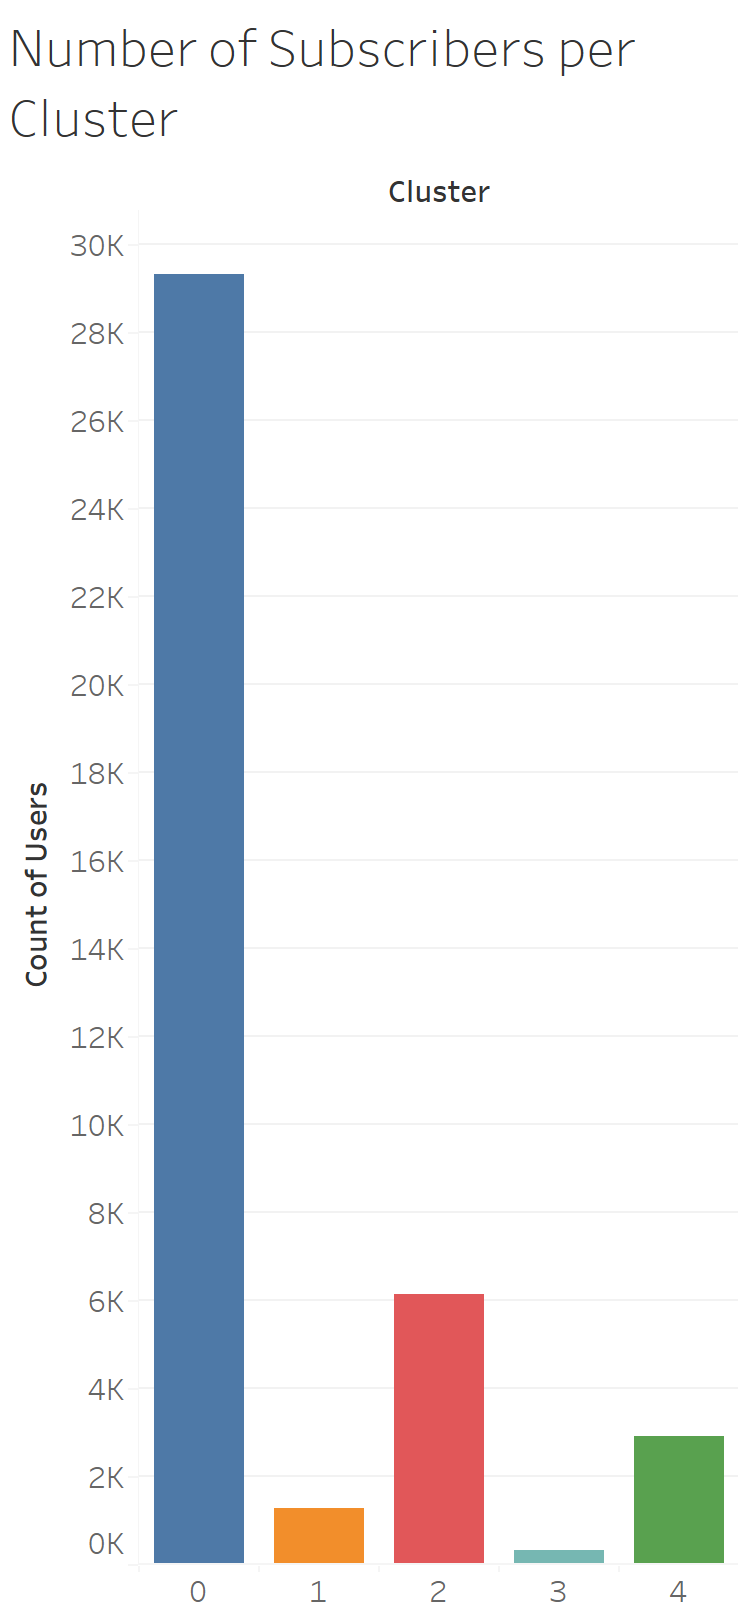 Number of Subscribers per
Cluster
Cluster
30K
28K
26K
24K
22K
20K
18K
16K
14K
12K
10K
8K
6K
4K
2K
0K
Count of Users
0 1 2 3 4